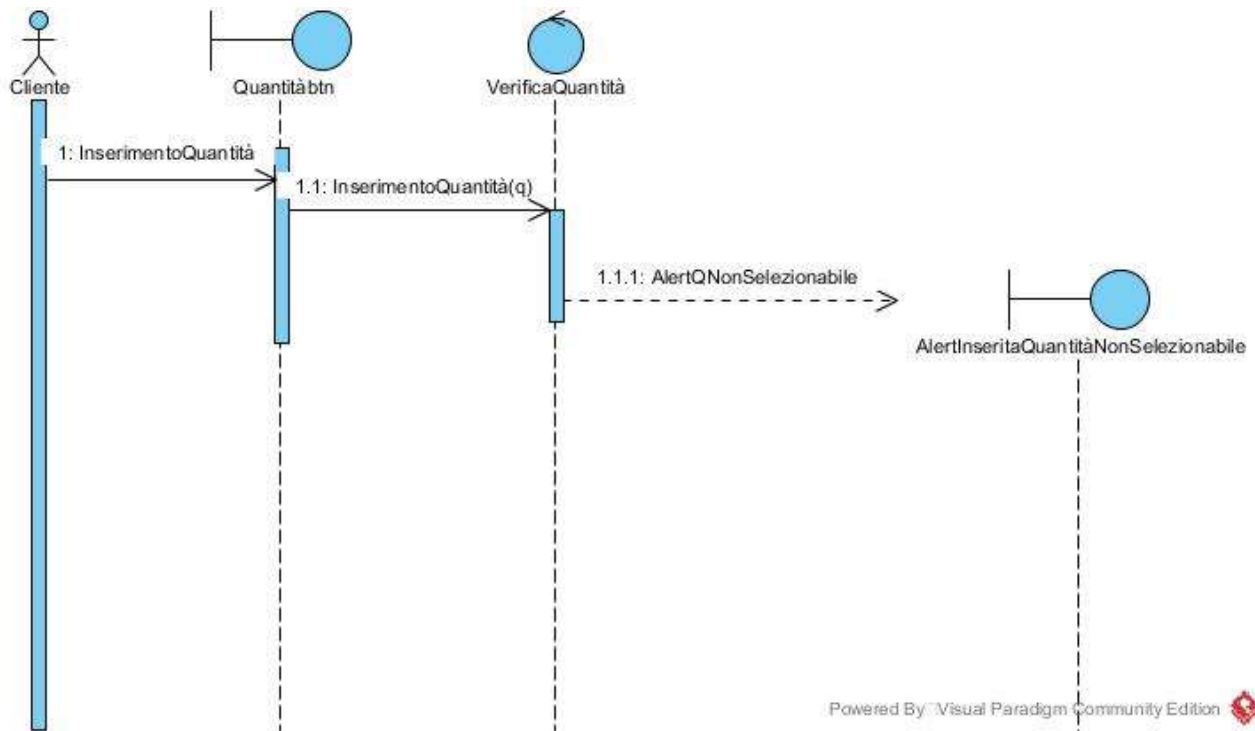 Cliente
Quantitàbtn
VerificaQuantità
1: InserimentoQuantità
1.1: InserimentoQuantità(q)
1.1.1: AlertQNonSelezionabile
AlertInseritaQuantitàNonSelezionabile
Powered By Visual Paradigm Community Edition